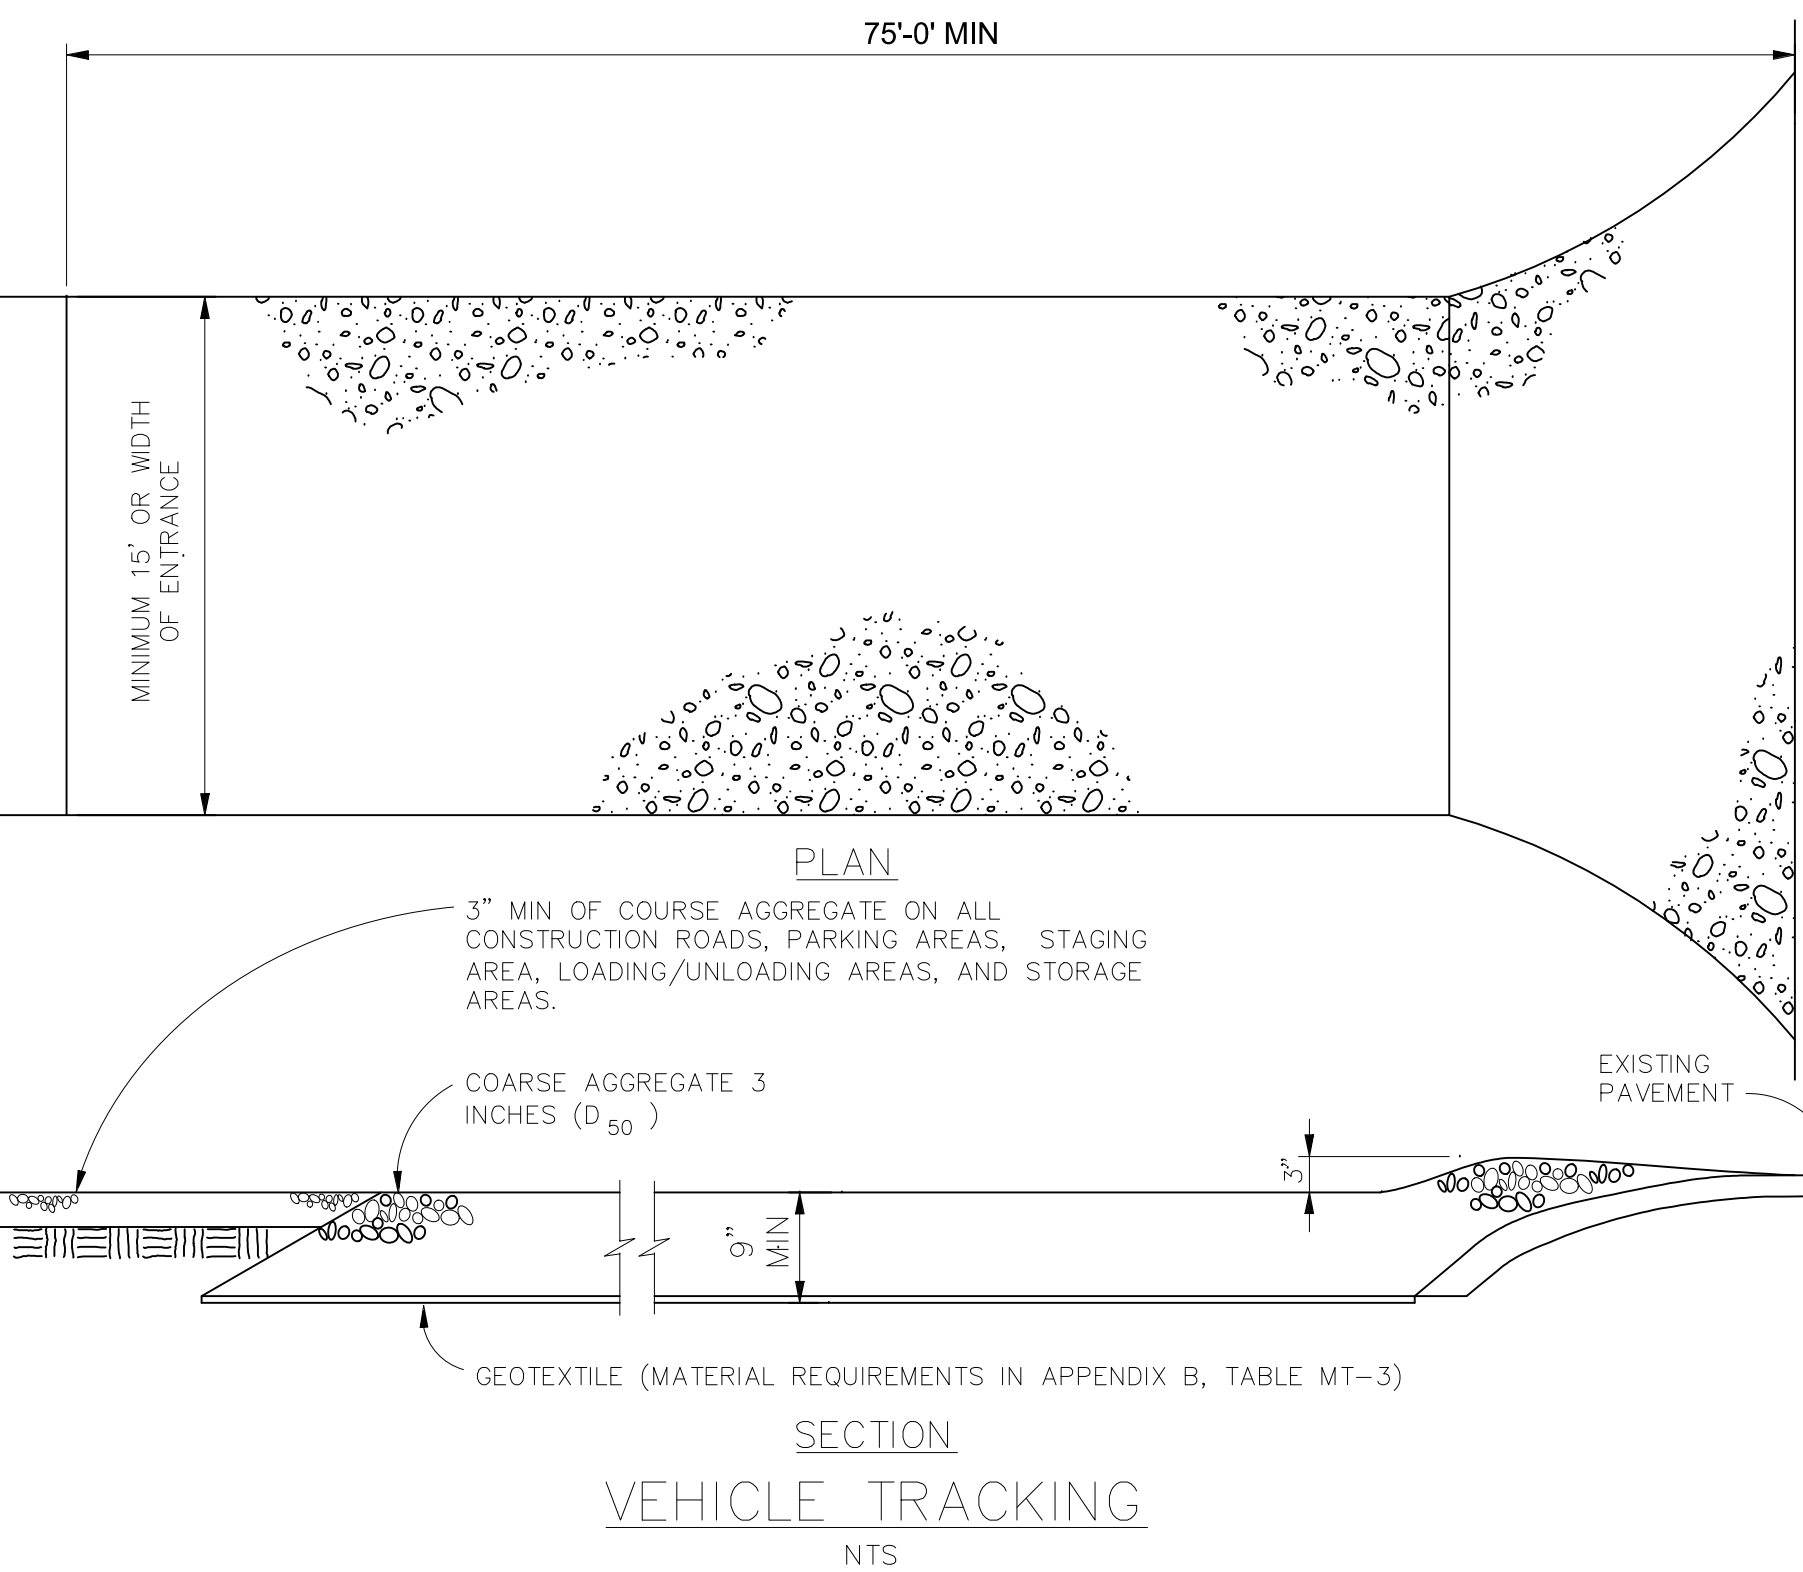 75'-0' MIN
MINIMUM 15' OR WIDTH
OF ENTRANCE
PLAN
3" MIN OF COURSE AGGREGATE ON ALL
CONSTRUCTION ROADS, PARKING AREAS, STAGING
AREA, LOADING/UNLOADING AREAS, AND STORAGE
AREAS.
COARSE AGGREGATE 3
INCHES (D50)
EXISTING
PAVEMENT
3"
9"
MIN
GEOTEXTILE (MATERIAL REQUIREMENTS IN APPENDIX B, TABLE MT-3)
SECTION
VEHICLE TRACKING
NTS